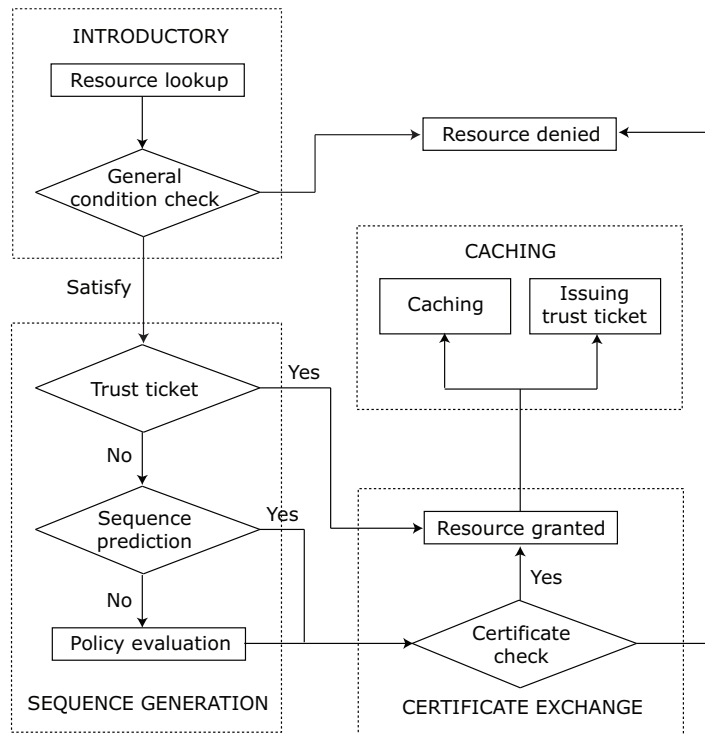 INTRODUCTORY
Resource lookup
Resource denied
General
condition check
CACHING
Satisfy
Caching
Issuing
trust ticket
Trust ticket
Yes
No
Sequence
prediction
Yes
Resource granted
No
Yes
Policy evaluation
Certificate
check
SEQUENCE GENERATION
CERTIFICATE EXCHANGE